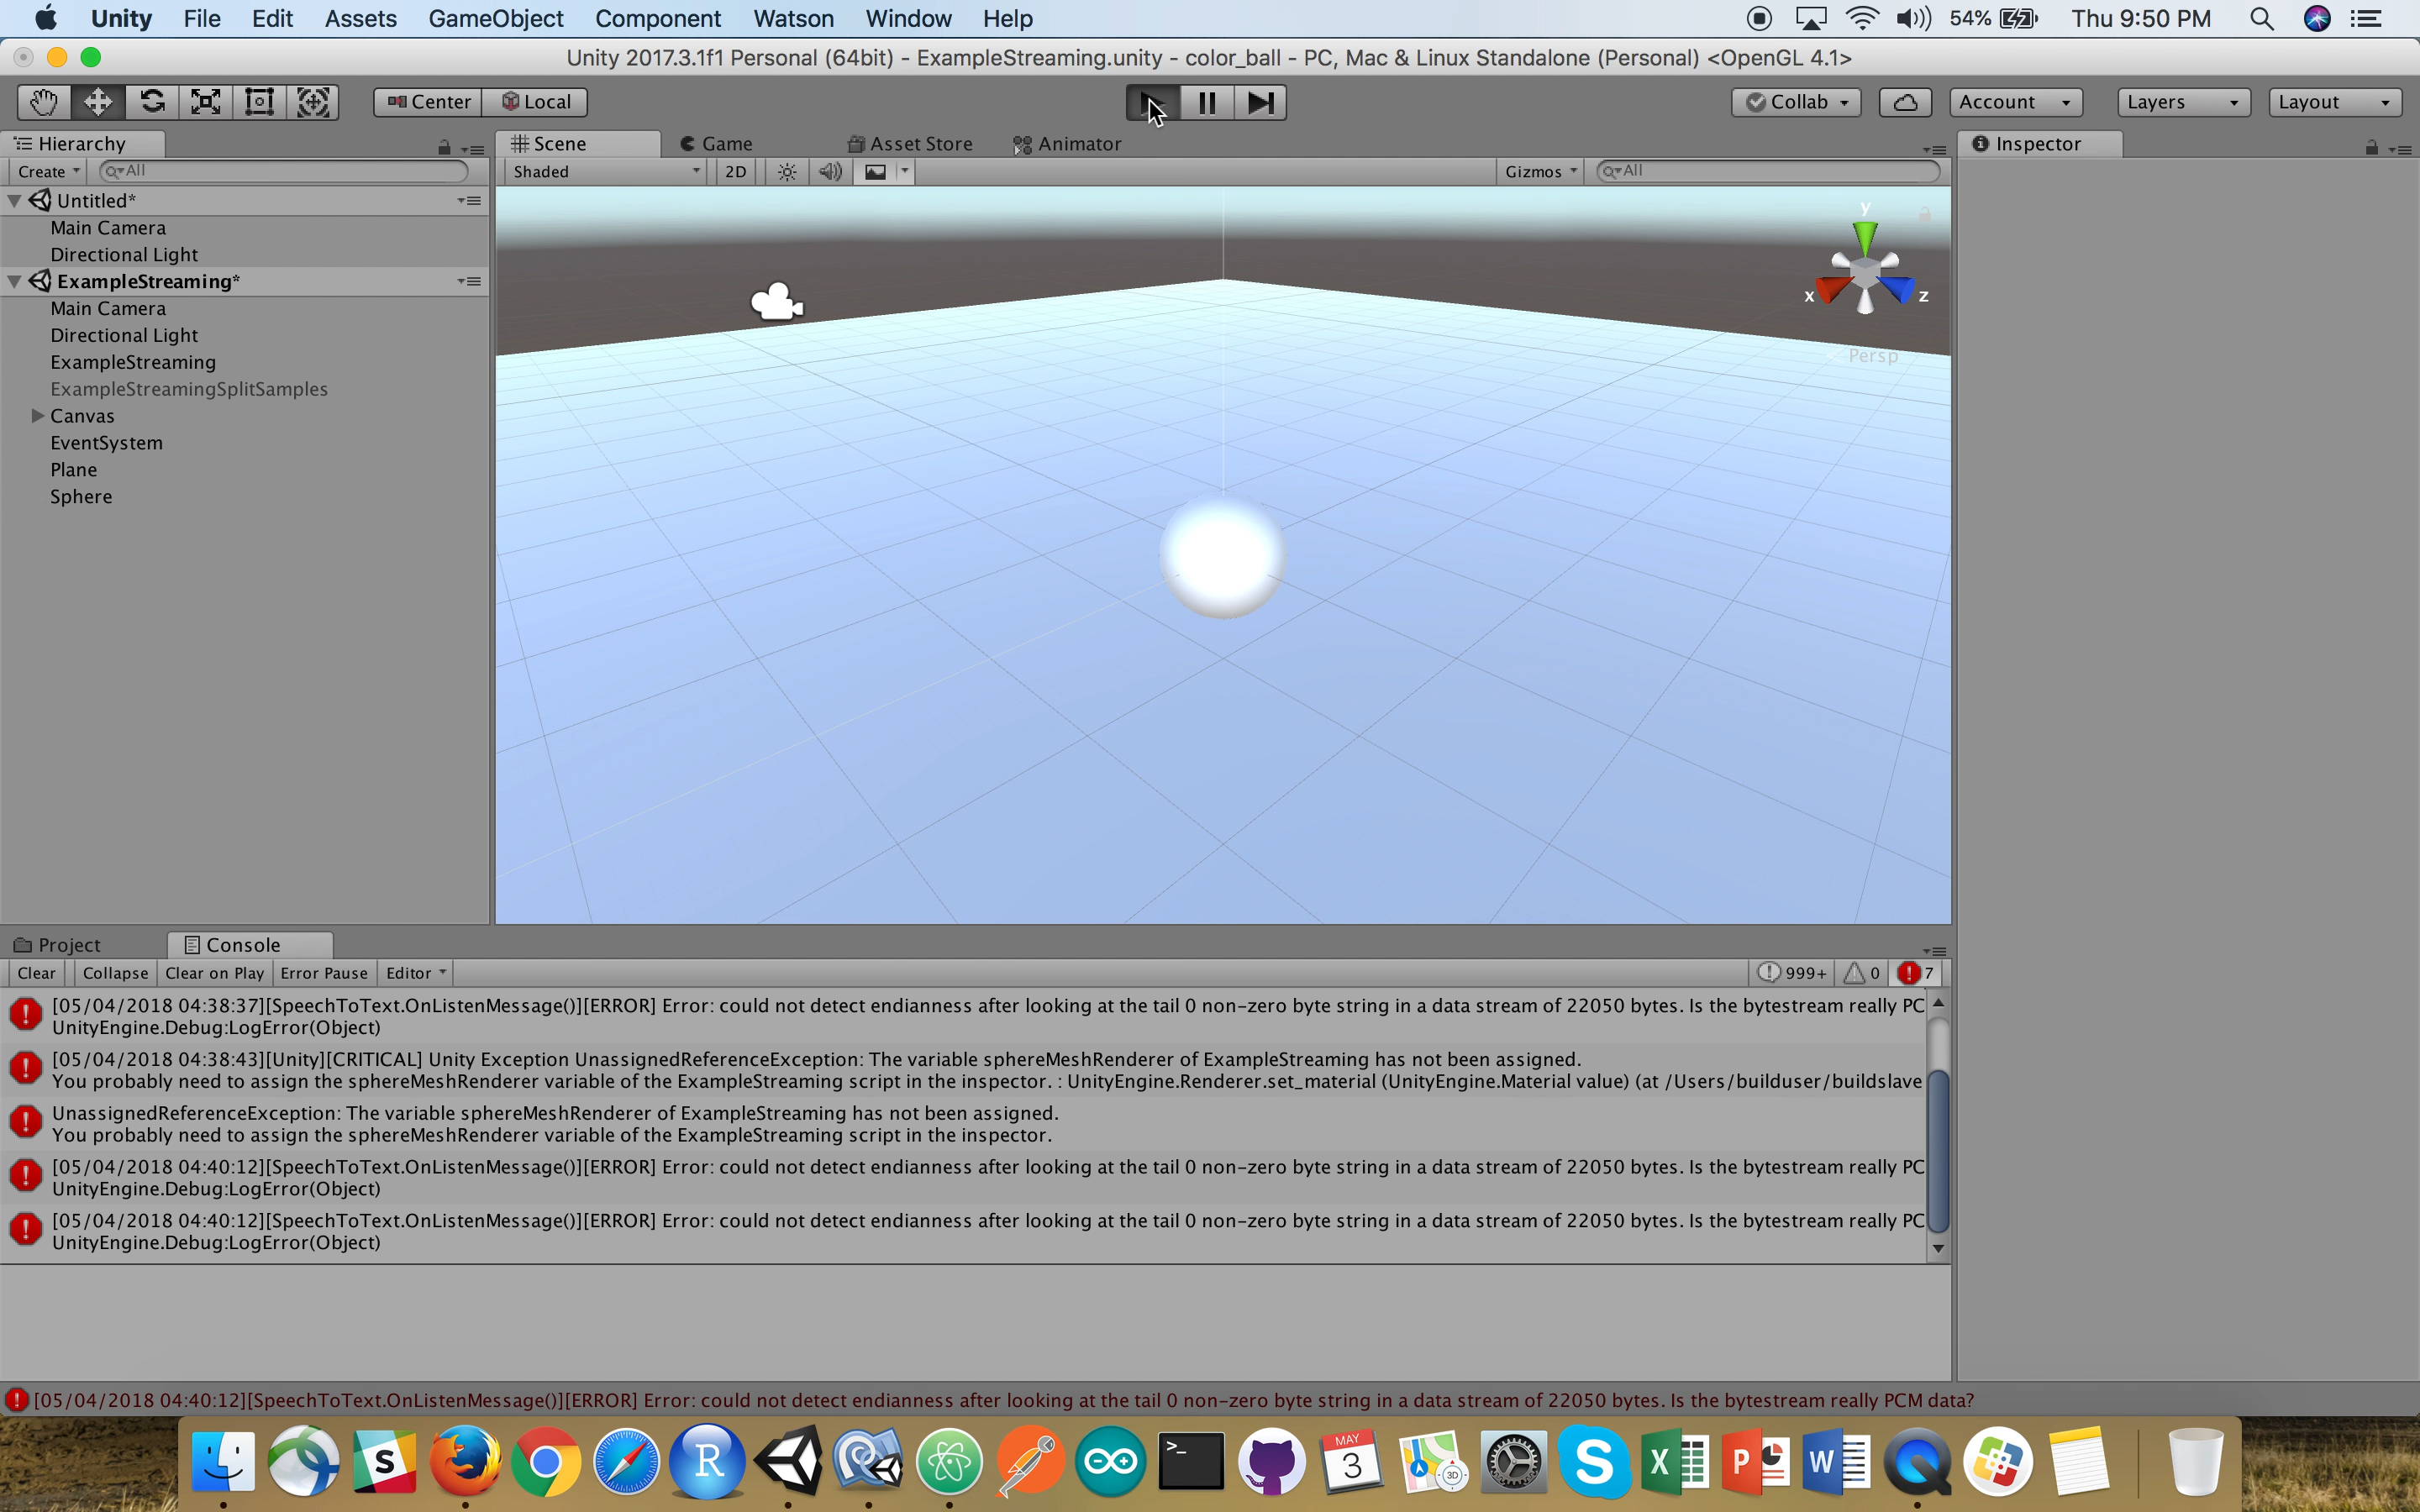 Unity File Edit Assets GameObject Component Watson Window Help 54% Thu 9:50 PM
Unity 2017.3.1f1 Personal (64bit) - ExampleStreaming.unity - color_ball - PC, Mac & Linux Standalone (Personal) <OpenGL 4.1>
Center Local Collab Account Layers Layout
Hierarchy Scene Game Asset Store Animator Inspector
Create All Shaded 2D Gizmos All
Untitled*
Main Camera
Directional Light
ExampleStreaming*
Main Camera
Directional Light
ExampleStreaming
ExampleStreamingSplitSamples
Canvas
EventSystem
Plane
Sphere
y
x z
Persp
Project Console
Clear Collapse Clear on Play Error Pause Editor 999+ 0 7
[05/04/2018 04:38:37][SpeechToText.OnListenMessage()][ERROR] Error: could not detect endianness after looking at the tail 0 non-zero byte string in a data stream of 22050 bytes. Is the bytestream really PC
UnityEngine.Debug:LogError(Object)
[05/04/2018 04:38:43][Unity][CRITICAL] Unity Exception UnassignedReferenceException: The variable sphereMeshRenderer of ExampleStreaming has not been assigned.
You probably need to assign the sphereMeshRenderer variable of the ExampleStreaming script in the inspector. : UnityEngine.Renderer.set_material (UnityEngine.Material value) (at /Users/builduser/buildslave
UnassignedReferenceException: The variable sphereMeshRenderer of ExampleStreaming has not been assigned.
You probably need to assign the sphereMeshRenderer variable of the ExampleStreaming script in the inspector.
[05/04/2018 04:40:12][SpeechToText.OnListenMessage()][ERROR] Error: could not detect endianness after looking at the tail 0 non-zero byte string in a data stream of 22050 bytes. Is the bytestream really PC
UnityEngine.Debug:LogError(Object)
[05/04/2018 04:40:12][SpeechToText.OnListenMessage()][ERROR] Error: could not detect endianness after looking at the tail 0 non-zero byte string in a data stream of 22050 bytes. Is the bytestream really PC
UnityEngine.Debug:LogError(Object)
[05/04/2018 04:40:12][SpeechToText.OnListenMessage()][ERROR] Error: could not detect endianness after looking at the tail 0 non-zero byte string in a data stream of 22050 bytes. Is the bytestream really PCM data?
S R >_ MAY 3 3D S X P W